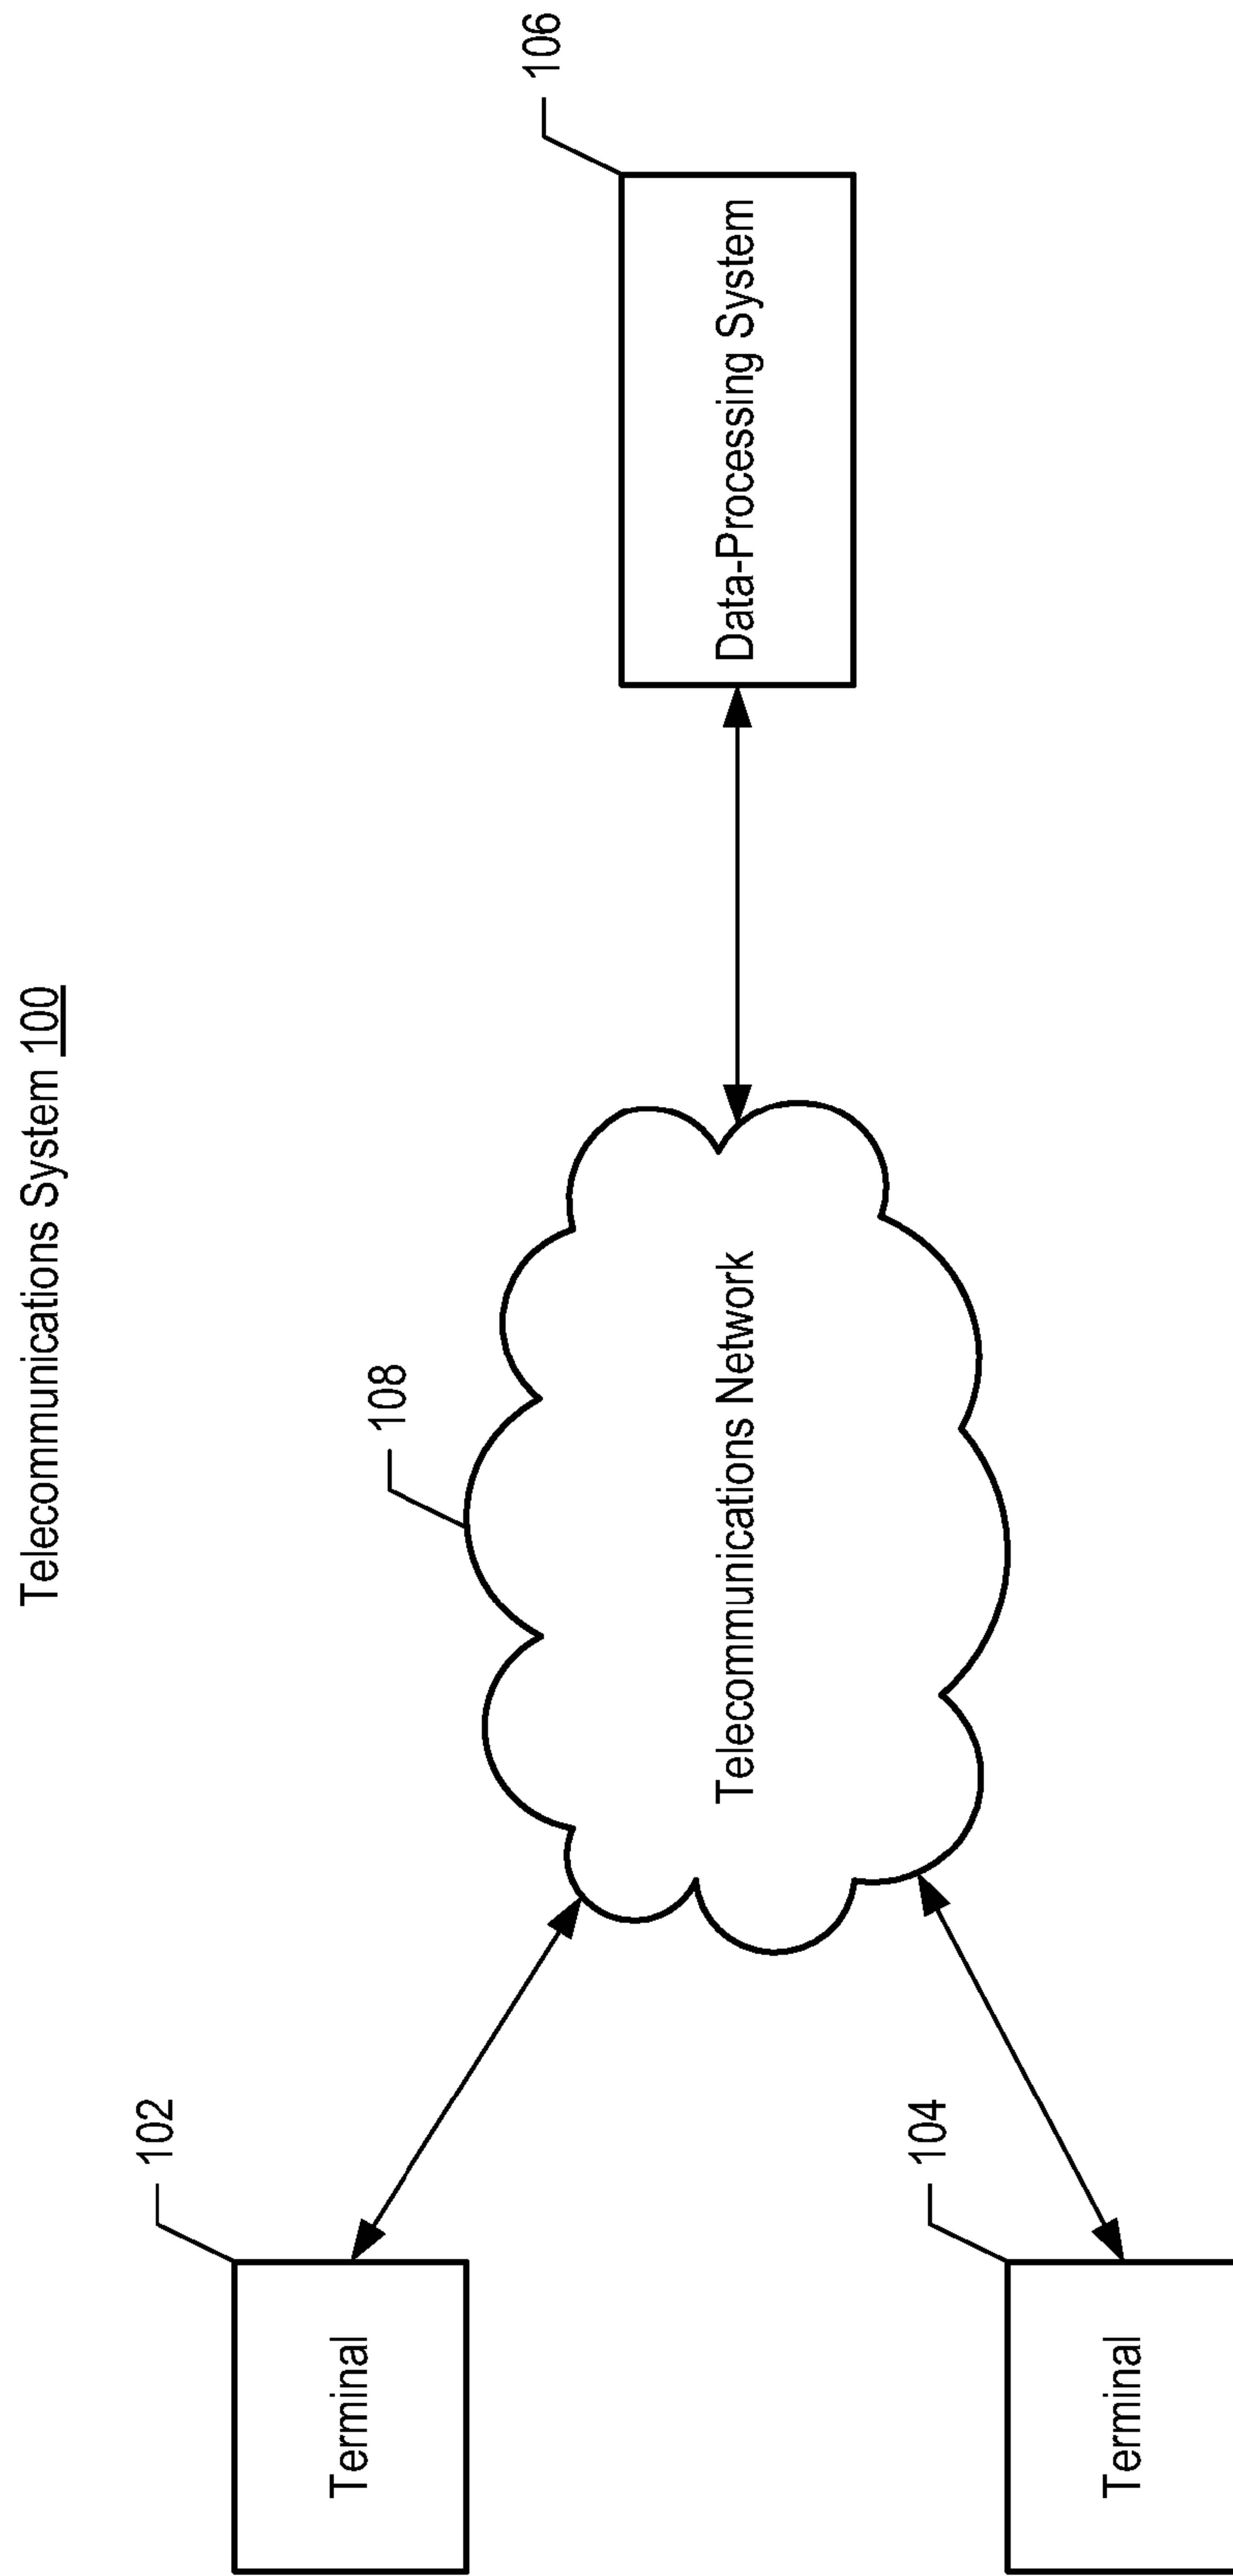 Telecommunications System 100
102
Terminal
108
Telecommunications Network
106
Data-Processing System
104
Terminal